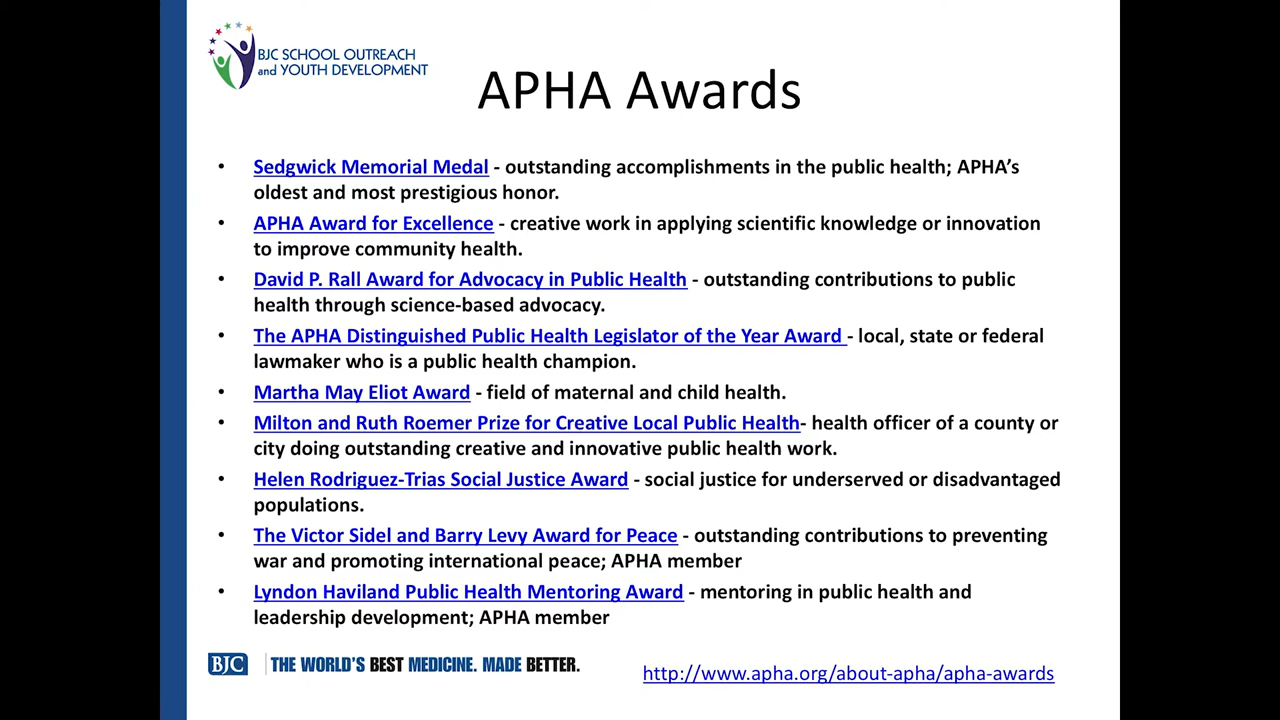 BJC SCHOOL OUTREACH
and YOUTH DEVELOPMENT
APHA Awards
• Sedgwick Memorial Medal - outstanding accomplishments in the public health; APHA’s
oldest and most prestigious honor.
• APHA Award for Excellence - creative work in applying scientific knowledge or innovation
to improve community health.
• David P. Rall Award for Advocacy in Public Health - outstanding contributions to public
health through science-based advocacy.
• The APHA Distinguished Public Health Legislator of the Year Award - local, state or federal
lawmaker who is a public health champion.
• Martha May Eliot Award - field of maternal and child health.
• Milton and Ruth Roemer Prize for Creative Local Public Health- health officer of a county or
city doing outstanding creative and innovative public health work.
• Helen Rodriguez-Trias Social Justice Award - social justice for underserved or disadvantaged
populations.
• The Victor Sidel and Barry Levy Award for Peace - outstanding contributions to preventing
war and promoting international peace; APHA member
• Lyndon Haviland Public Health Mentoring Award - mentoring in public health and
leadership development; APHA member
BJC THE WORLD'S BEST MEDICINE. MADE BETTER.
http://www.apha.org/about-apha/apha-awards